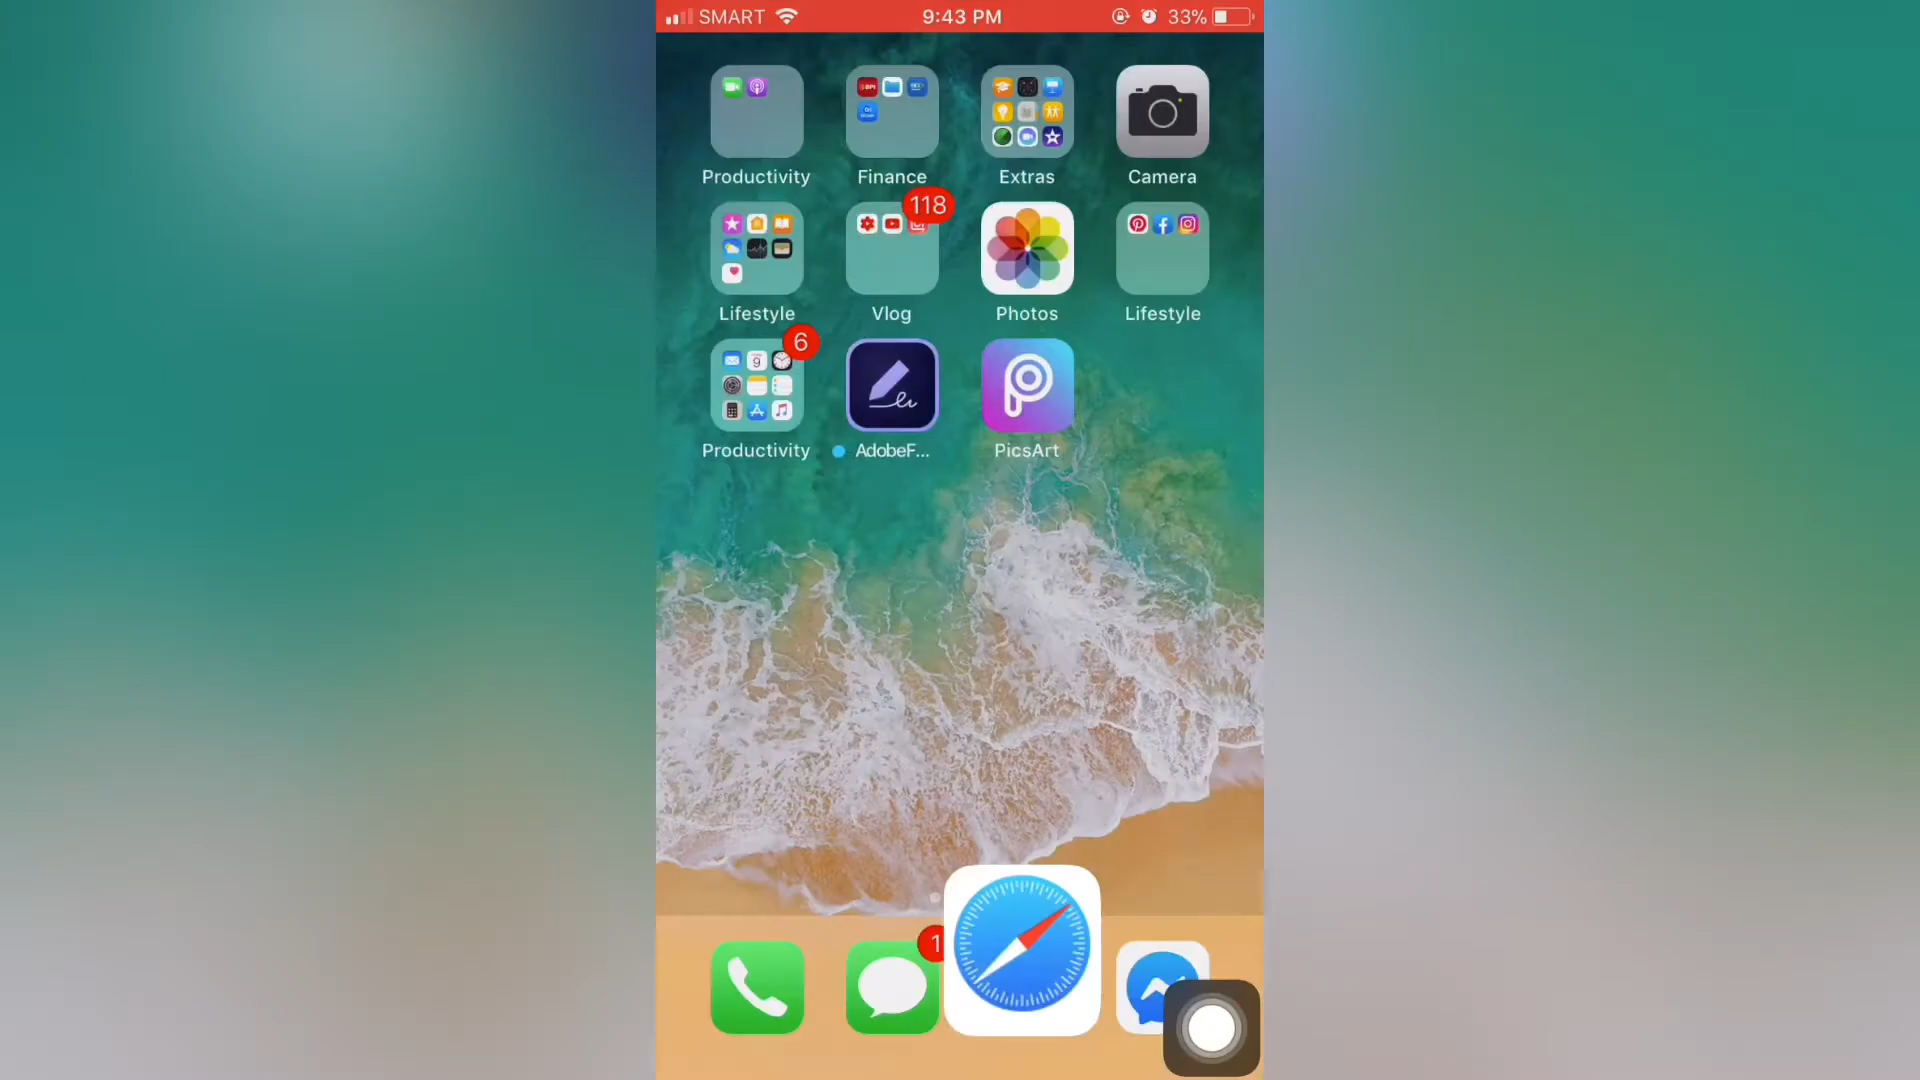 SMART 9:43 PM 33%
Productivity Finance Extras Camera
118
Lifestyle Vlog Photos Lifestyle
6
9
Productivity AdobeF... PicsArt
1